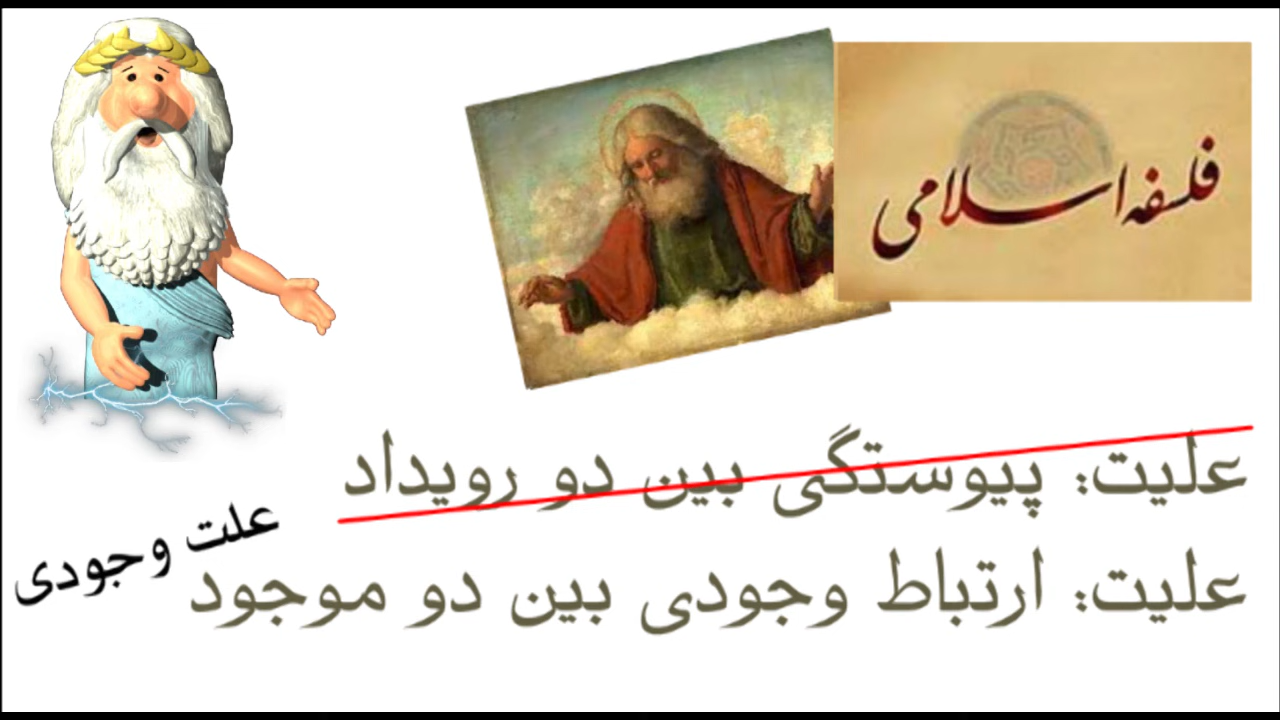 فلسفه اسلامی
علیت: پیوستگی بین دو رویداد
علت وجودی
علیت: ارتباط وجودی بین دو موجود